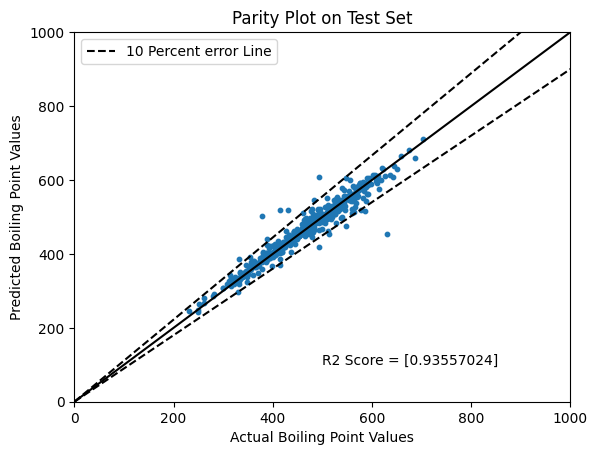 Parity Plot on Test Set
1000
10 Percent error Line
800
600
400
200
0
Predicted Boiling Point Values
R2 Score = [0.93557024]
0 200 400 600 800 1000
Actual Boiling Point Values